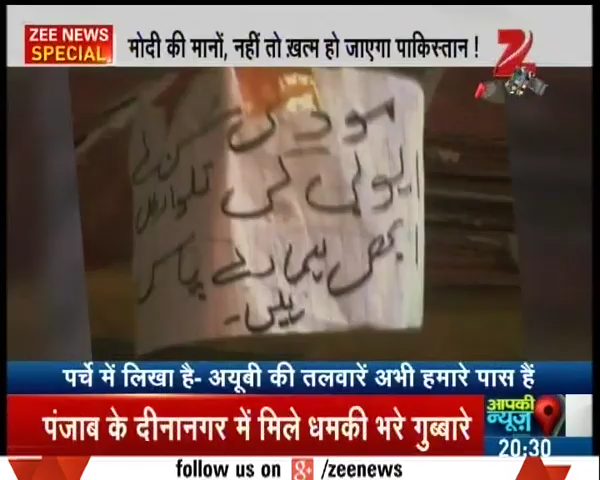 ZEE NEWS
SPECIAL
मोदी की मानों, नहीं तो ख़त्म हो जाएगा पाकिस्तान !
مودی سن لے
ایوبی کی تلواریں
ابھی ہمارے پاس
ہیں۔
पर्चे में लिखा है- अयूबी की तलवारें अभी हमारे पास हैं
पंजाब के दीनानगर में मिले धमकी भरे गुब्बारे
आपकी
न्यूज़
20:30
follow us on g+ /zeenews